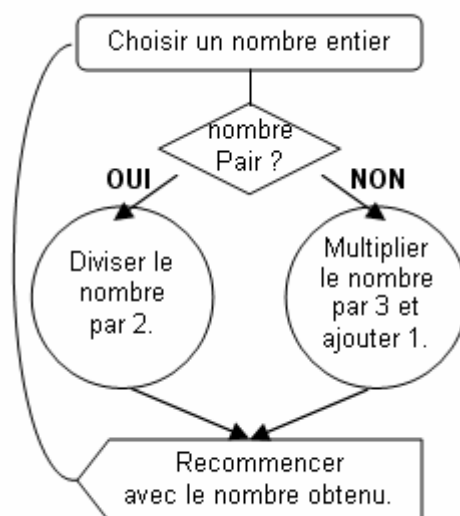 Choisir un nombre entier
nombre
Pair ?
OUI
NON
Diviser le
nombre
par 2.
Multiplier
le nombre
par 3 et
ajouter 1.
Recommencer
avec le nombre obtenu.